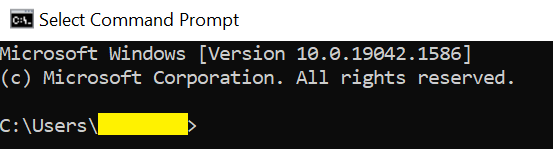 Select Command Prompt
Microsoft Windows [Version 10.0.19042.1586]
(c) Microsoft Corporation. All rights reserved.
C:\Users\>